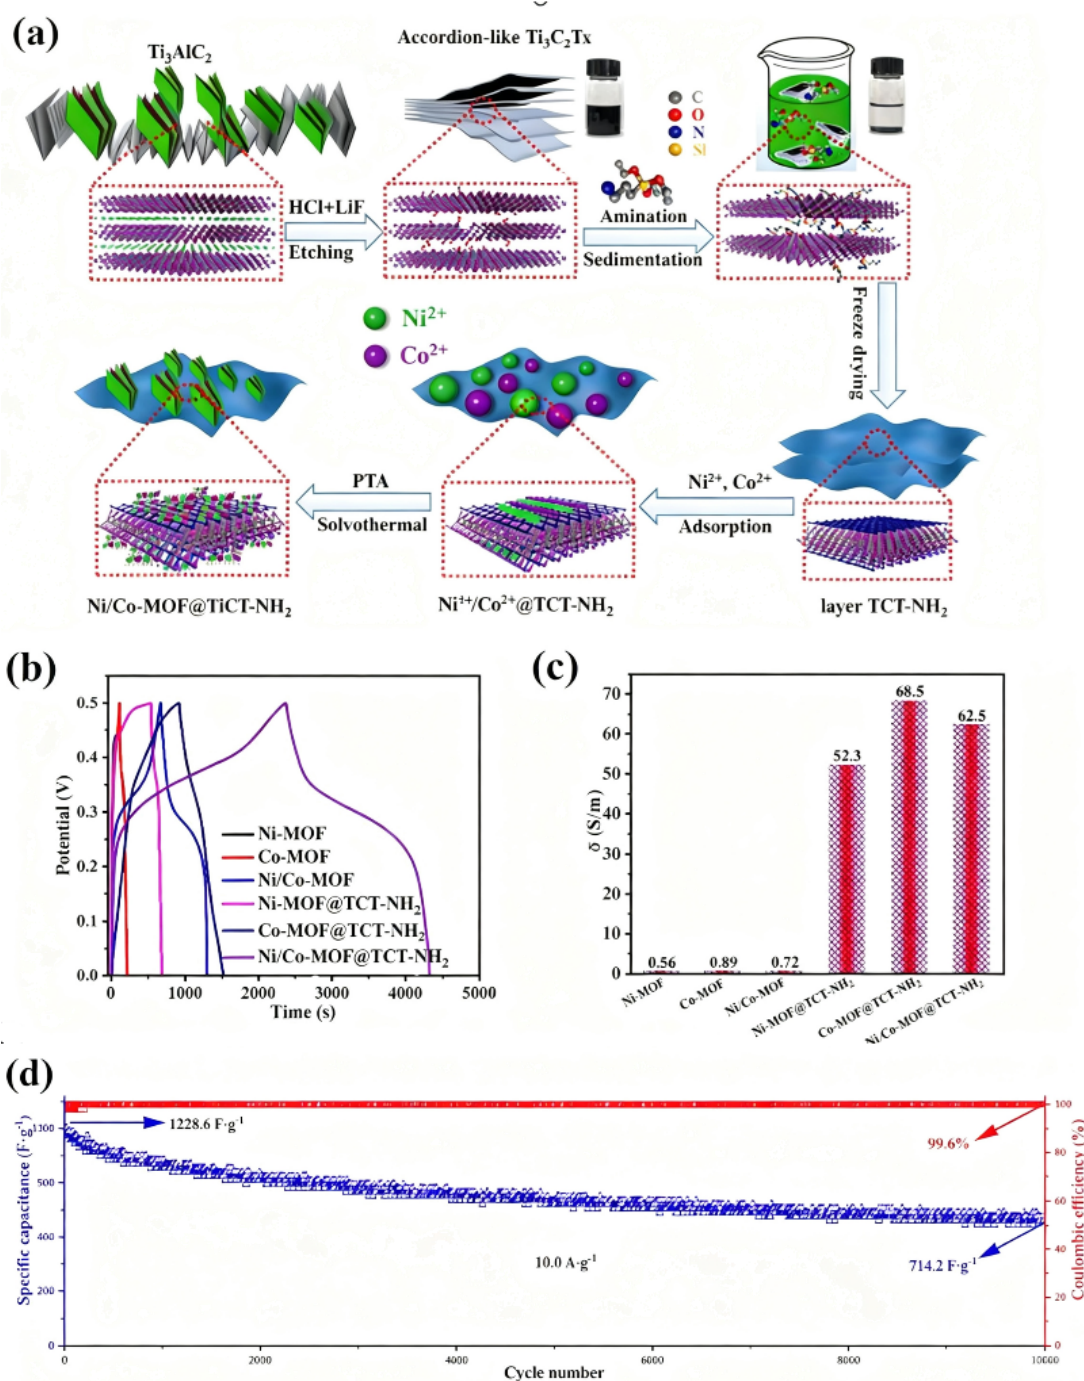 (a)
Ti3AlC2
Accordion-like Ti3C2Tx
C
O
N
SI
HCl+LiF
Etching
Amination
Sedimentation
Freeze drying
Ni2+
Co2+
PTA
Solvothermal
Ni2+, Co2+
Adsorption
Ni/Co-MOF@TiCT-NH2
Ni2+/Co2+@TCT-NH2
layer TCT-NH2
(b)
Potential (V)
0.5
0.4
0.3
0.2
0.1
0.0
Ni-MOF
Co-MOF
Ni/Co-MOF
Ni-MOF@TCT-NH2
Co-MOF@TCT-NH2
Ni/Co-MOF@TCT-NH2
0 1000 2000 3000 4000 5000
Time (s)
(c)
δ (S/m)
70
60
50
40
30
20
10
0
0.56
0.89
0.72
52.3
68.5
62.5
Ni-MOF
Co-MOF
Ni/Co-MOF
Ni-MOF@TCT-NH2
Co-MOF@TCT-NH2
Ni/Co-MOF@TCT-NH2
(d)
Specific capacitance (F·g-1)
500
400
200
0
1228.6 F·g-1
99.6%
10.0 A·g-1
714.2 F·g-1
100
80
60
40
20
0
Coulombic efficiency (%)
0 2000 4000 6000 8000 10000
Cycle number